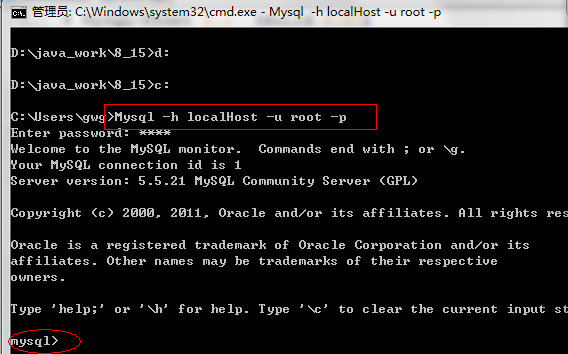 管理员: C:\Windows\system32\cmd.exe - Mysql -h localHost -u root -p
D:\java_work\8_15>d:
D:\java_work\8_15>c:
C:\Users\gwg>Mysql -h localHost -u root -p
Enter password: ****
Welcome to the MySQL monitor.  Commands end with ; or \g.
Your MySQL connection id is 1
Server version: 5.5.21 MySQL Community Server (GPL)
Copyright (c) 2000, 2011, Oracle and/or its affiliates. All rights res
Oracle is a registered trademark of Oracle Corporation and/or its
affiliates. Other names may be trademarks of their respective
owners.
Type 'help;' or '\h' for help. Type '\c' to clear the current input st
mysql>